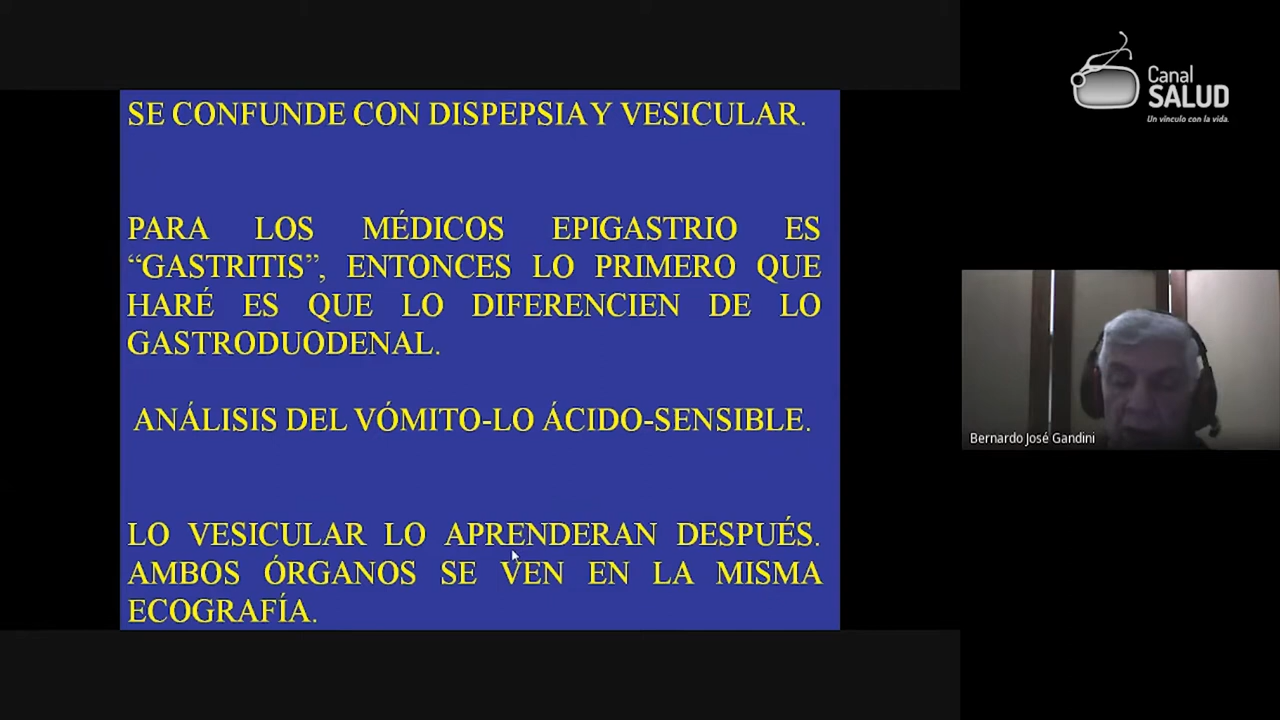 SE CONFUNDE CON DISPEPSIA Y VESICULAR.
PARA LOS MÉDICOS EPIGASTRIO ES
“GASTRITIS”, ENTONCES LO PRIMERO QUE
HARÉ ES QUE LO DIFERENCIEN DE LO
GASTRODUODENAL.
ANÁLISIS DEL VÓMITO-LO ÁCIDO-SENSIBLE.
LO VESICULAR LO APRENDERAN DESPUÉS.
AMBOS ÓRGANOS SE VEN EN LA MISMA
ECOGRAFÍA.
Canal
SALUD
Un vínculo con la vida.
Bernardo José Gandini